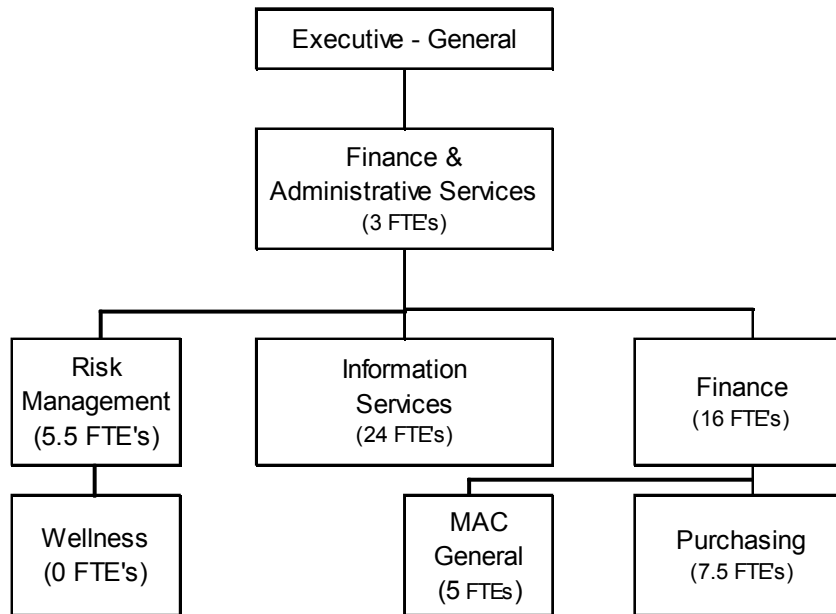 Executive - General
Finance &
Administrative Services
(3 FTE's)
Risk
Management
(5.5 FTE's)
Information
Services
(24 FTE's)
Finance
(16 FTE's)
Wellness
(0 FTE's)
MAC
General
(5 FTEs)
Purchasing
(7.5 FTE's)